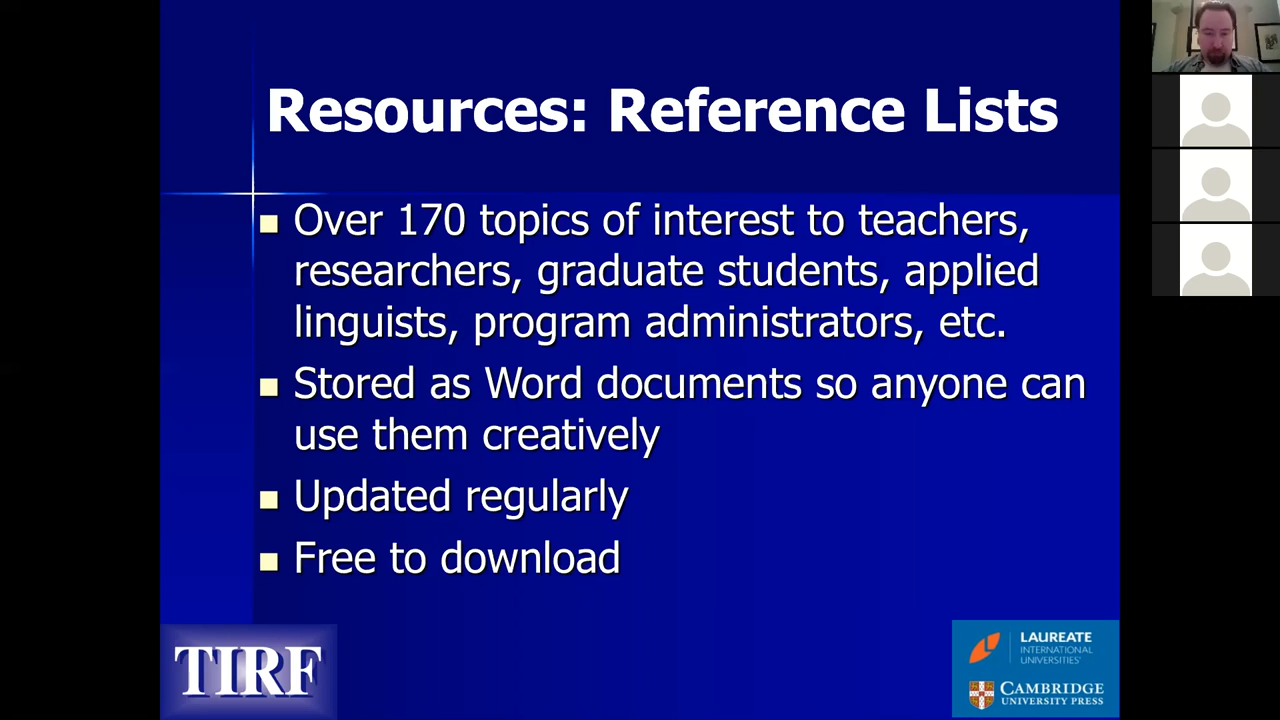 Resources: Reference Lists
Over 170 topics of interest to teachers,
researchers, graduate students, applied
linguists, program administrators, etc.
Stored as Word documents so anyone can
use them creatively
Updated regularly
Free to download
TIRF
LAUREATE
INTERNATIONAL
UNIVERSITIES
CAMBRIDGE
UNIVERSITY PRESS